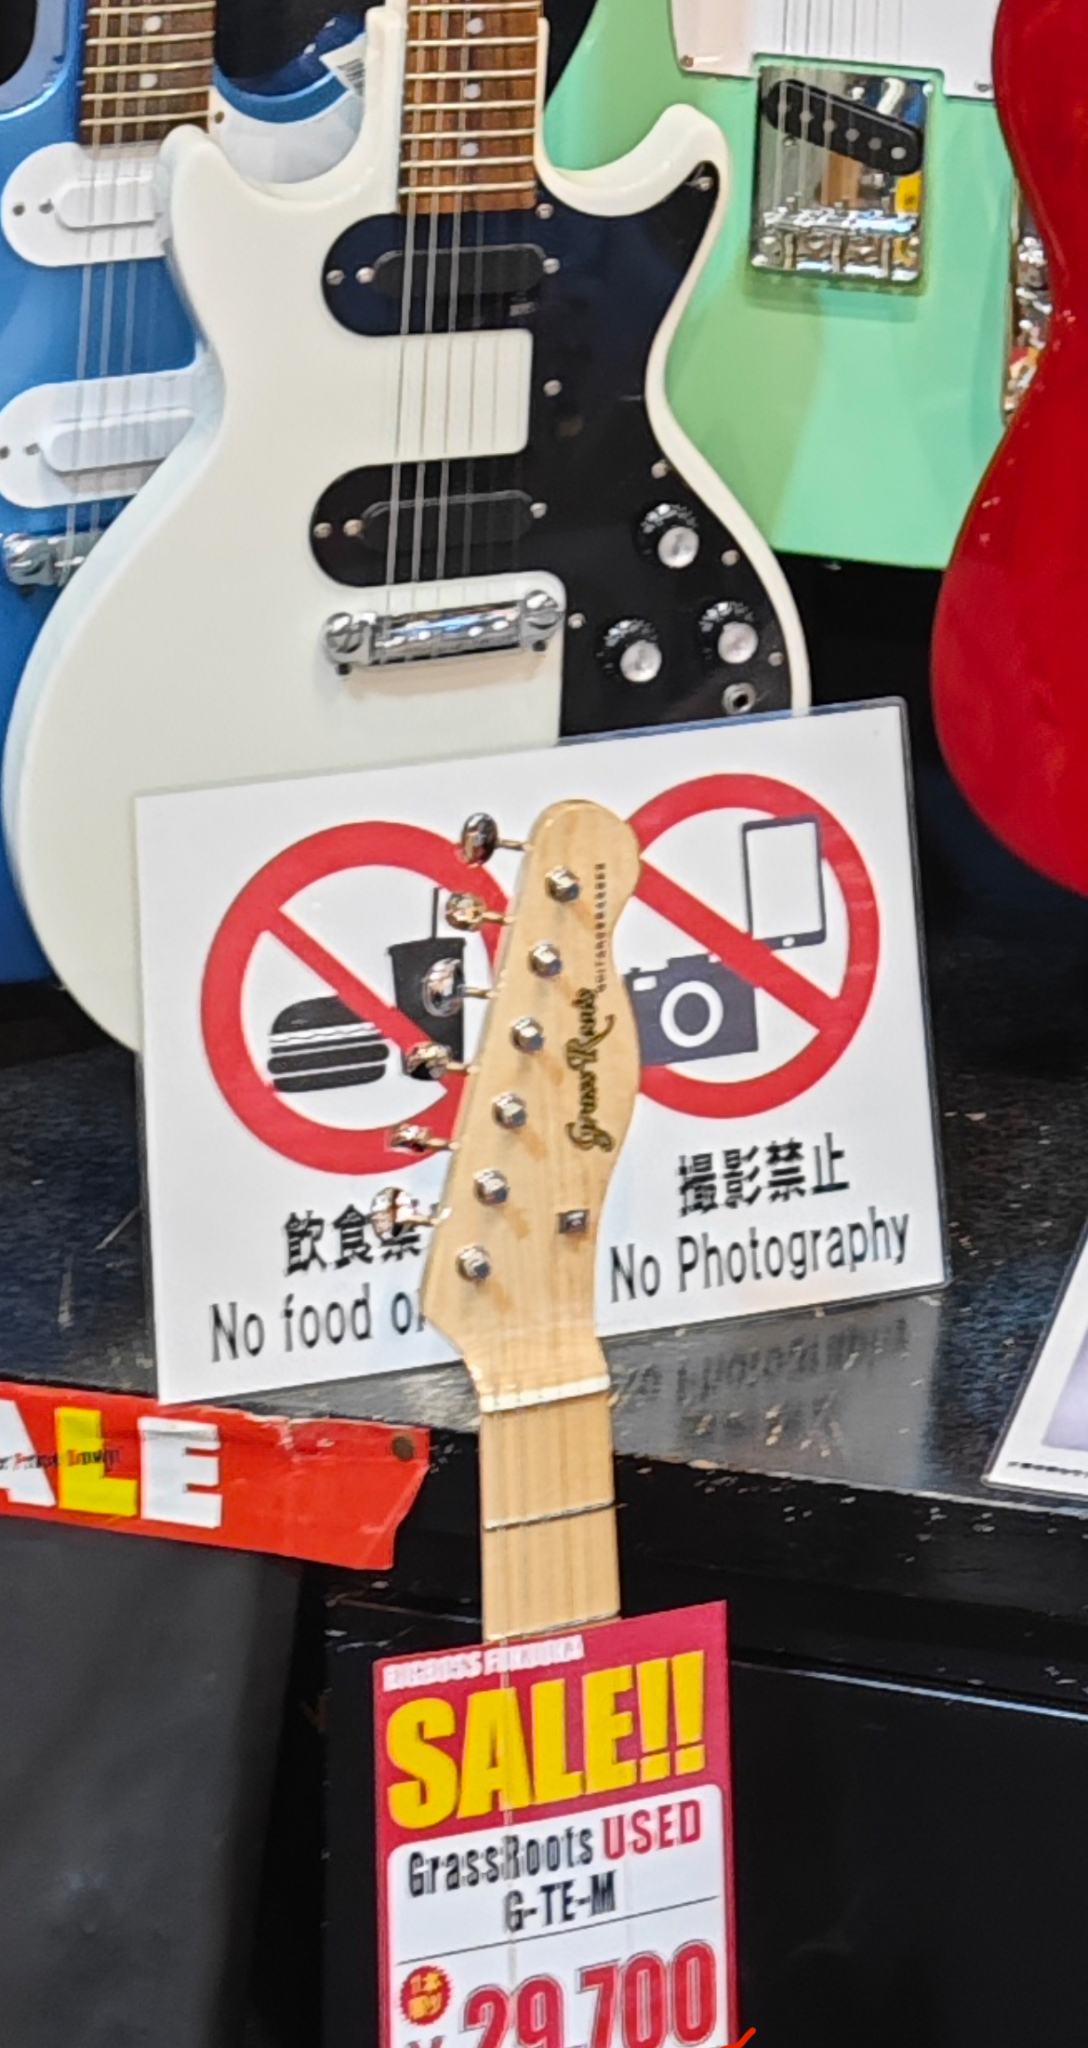 飲食禁
No food o
撮影禁止
No Photography
GrassRoots
ALE
BIGBOSS FUKUOKA
SALE!!
GrassRoots USED
G-TE-M
¥29,700